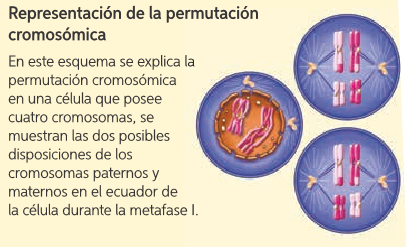 Representación de la permutación
cromosómica
En este esquema se explica la
permutación cromosómica
en una célula que posee
cuatro cromosomas, se
muestran las dos posibles
disposiciones de los
cromosomas paternos y
maternos en el ecuador de
la célula durante la metafase I.